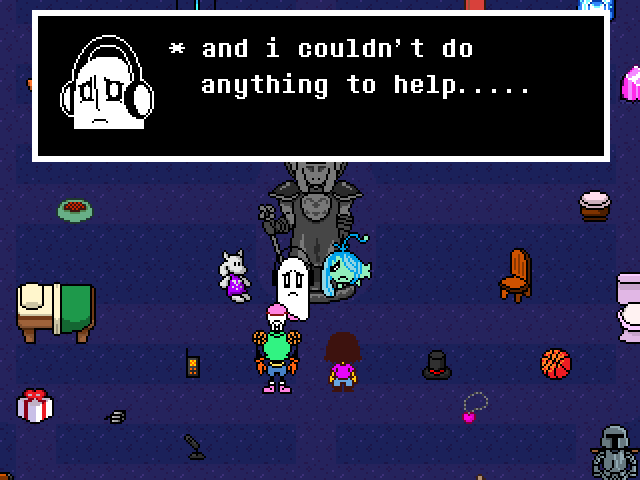 * and i couldn't do
anything to help.....